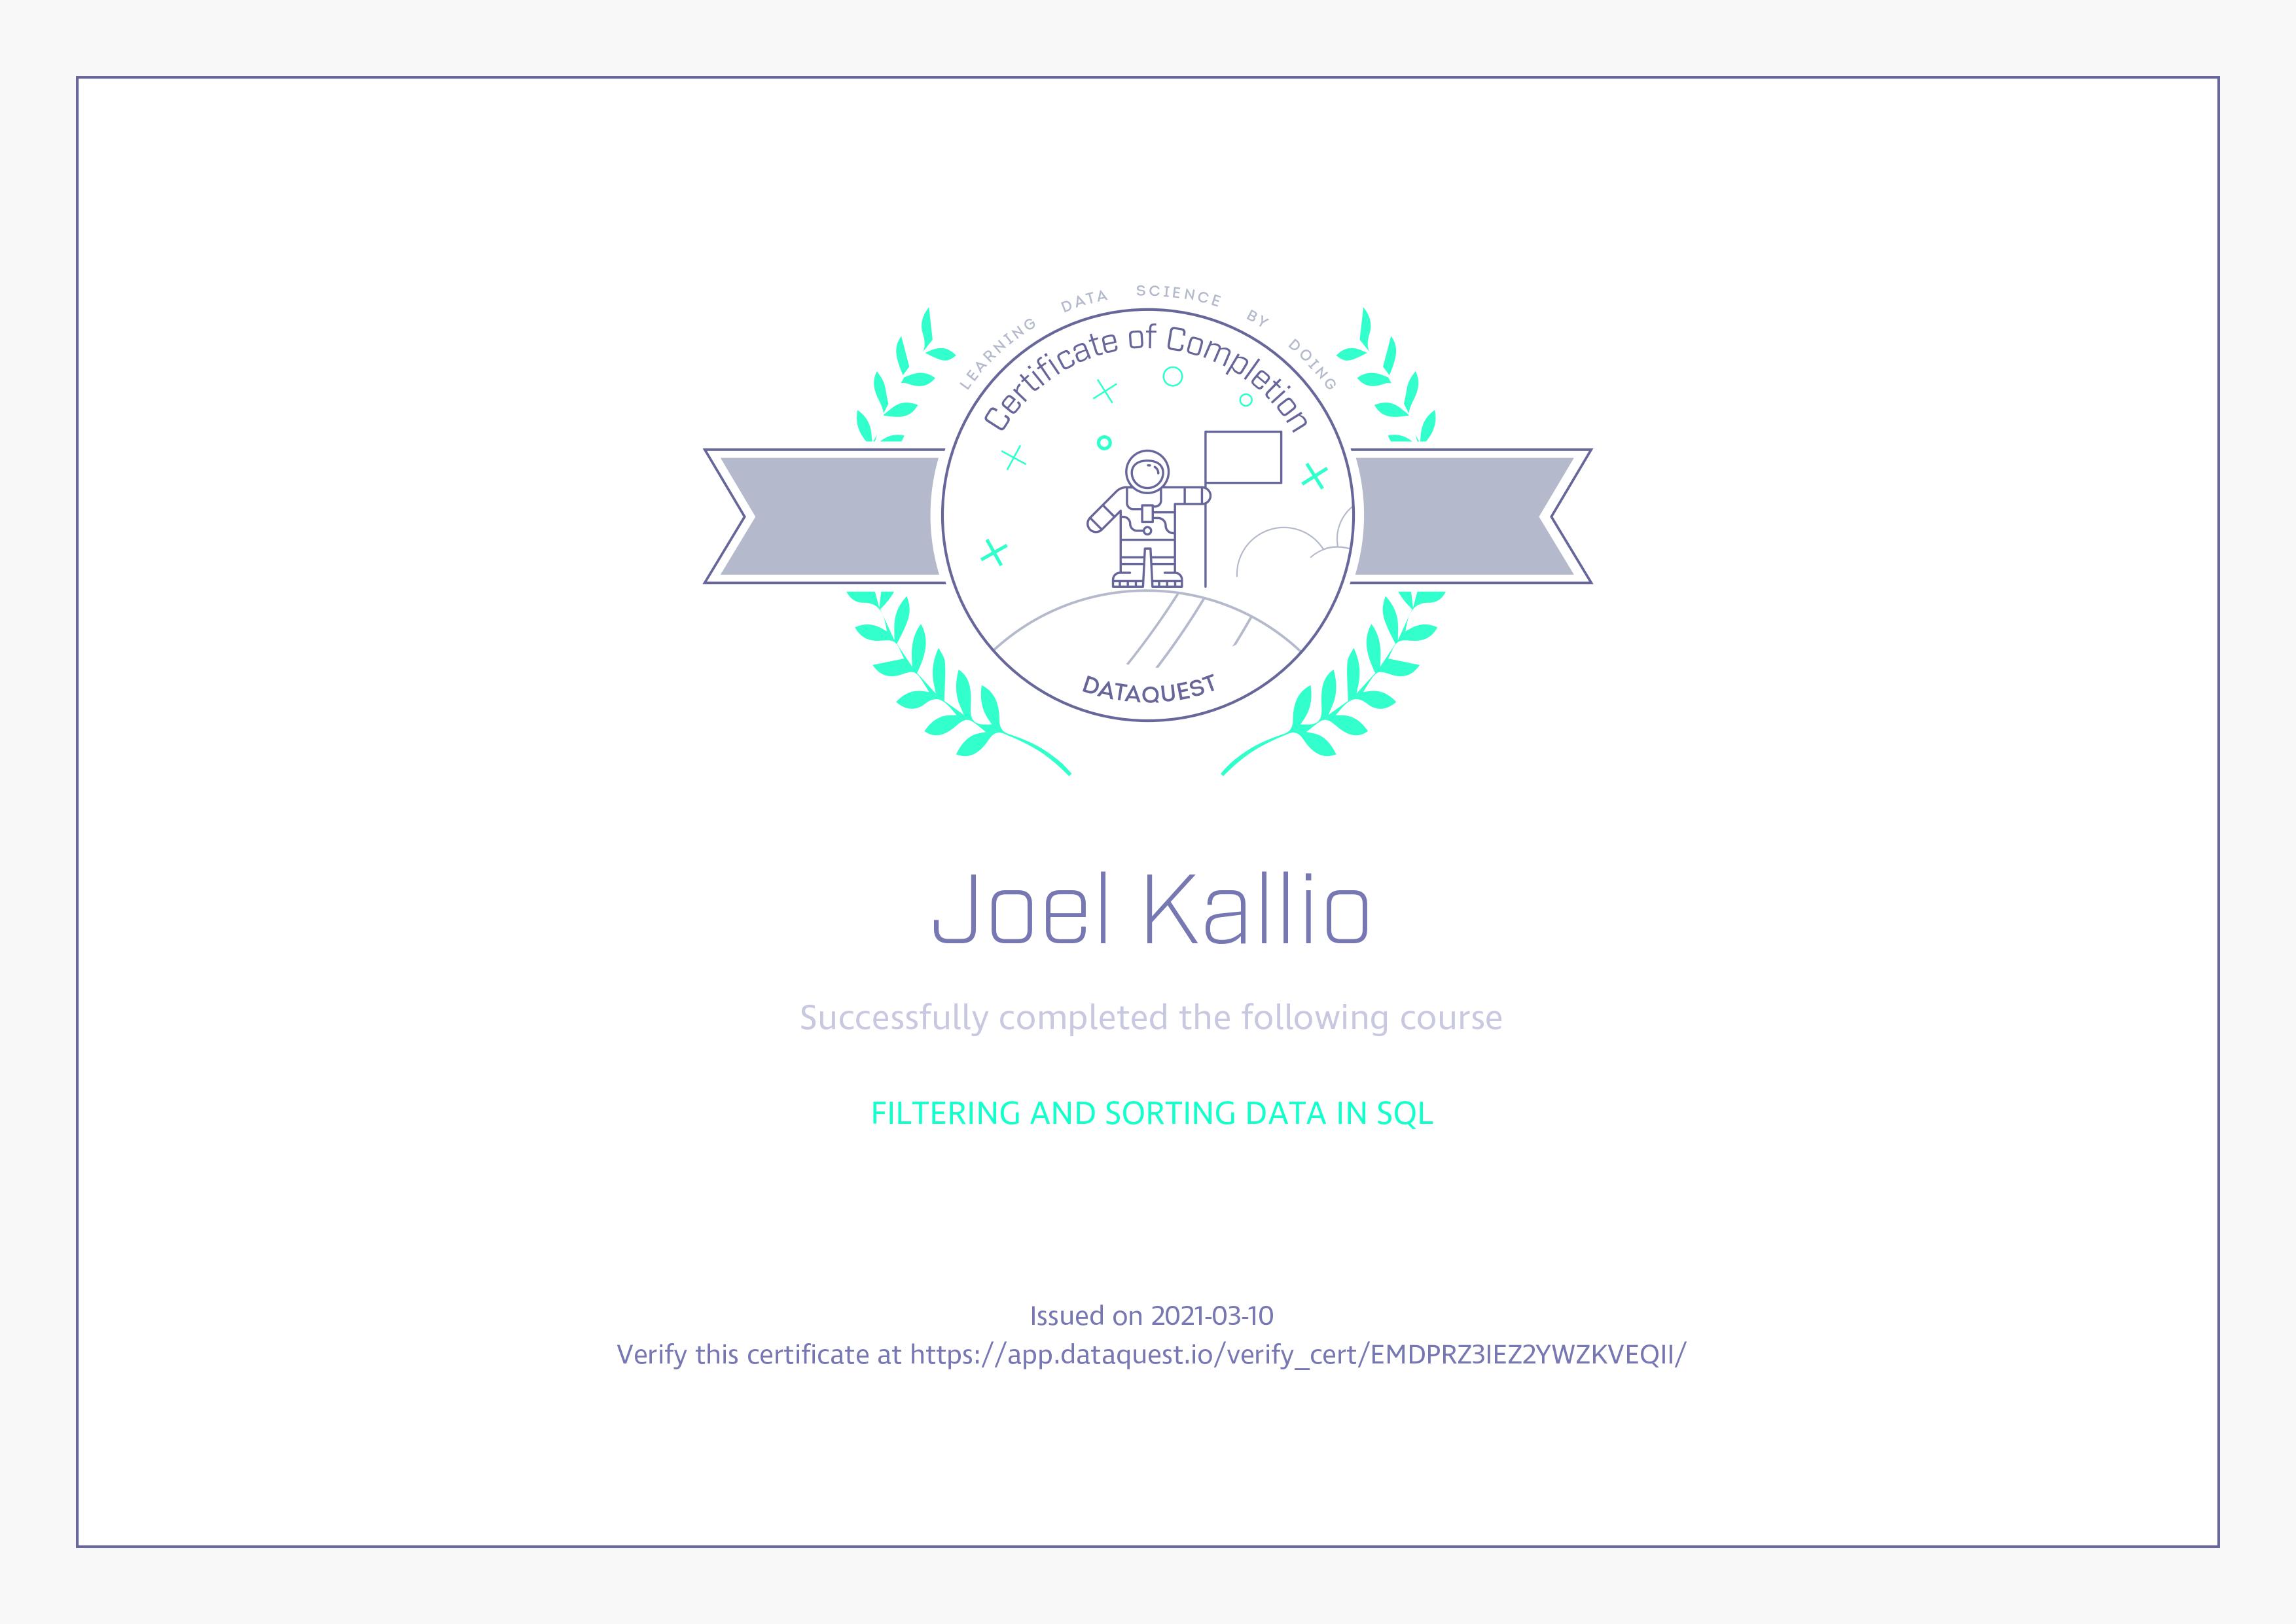 LEARNING DATA SCIENCE BY DOING
Certificate of Completion
DATAQUEST
Joel Kallio
Successfully completed the following course
FILTERING AND SORTING DATA IN SQL
Issued on 2021-03-10
Verify this certificate at https://app.dataquest.io/verify_cert/EMDPRZ3IEZ2YWZKVEQII/